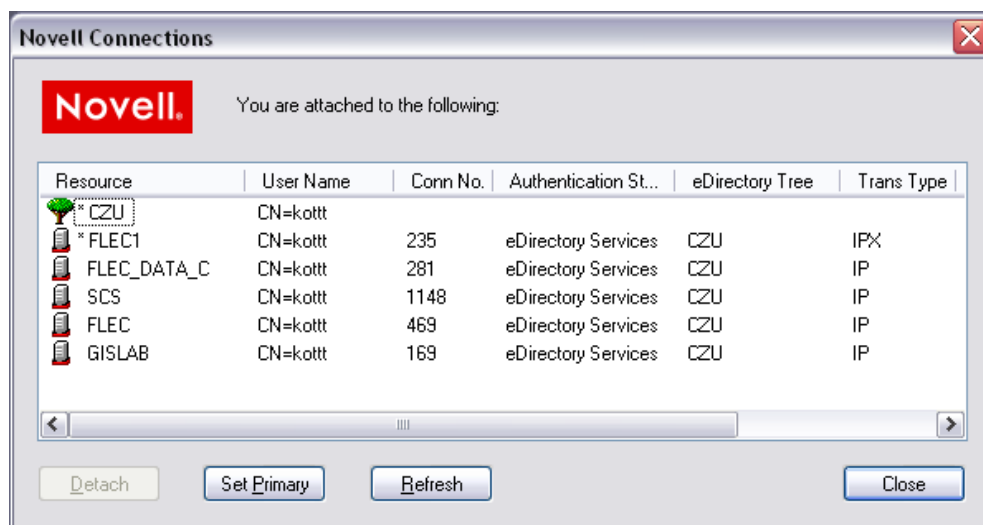 Novell Connections
Novell. You are attached to the following:
Resource User Name Conn No. Authentication St... eDirectory Tree Trans Type
* CZU CN=kottt
* FLEC1 CN=kottt 235 eDirectory Services CZU IPX
FLEC_DATA_C CN=kottt 281 eDirectory Services CZU IP
SCS CN=kottt 1148 eDirectory Services CZU IP
FLEC CN=kottt 469 eDirectory Services CZU IP
GISLAB CN=kottt 169 eDirectory Services CZU IP
Detach Set Primary Refresh Close